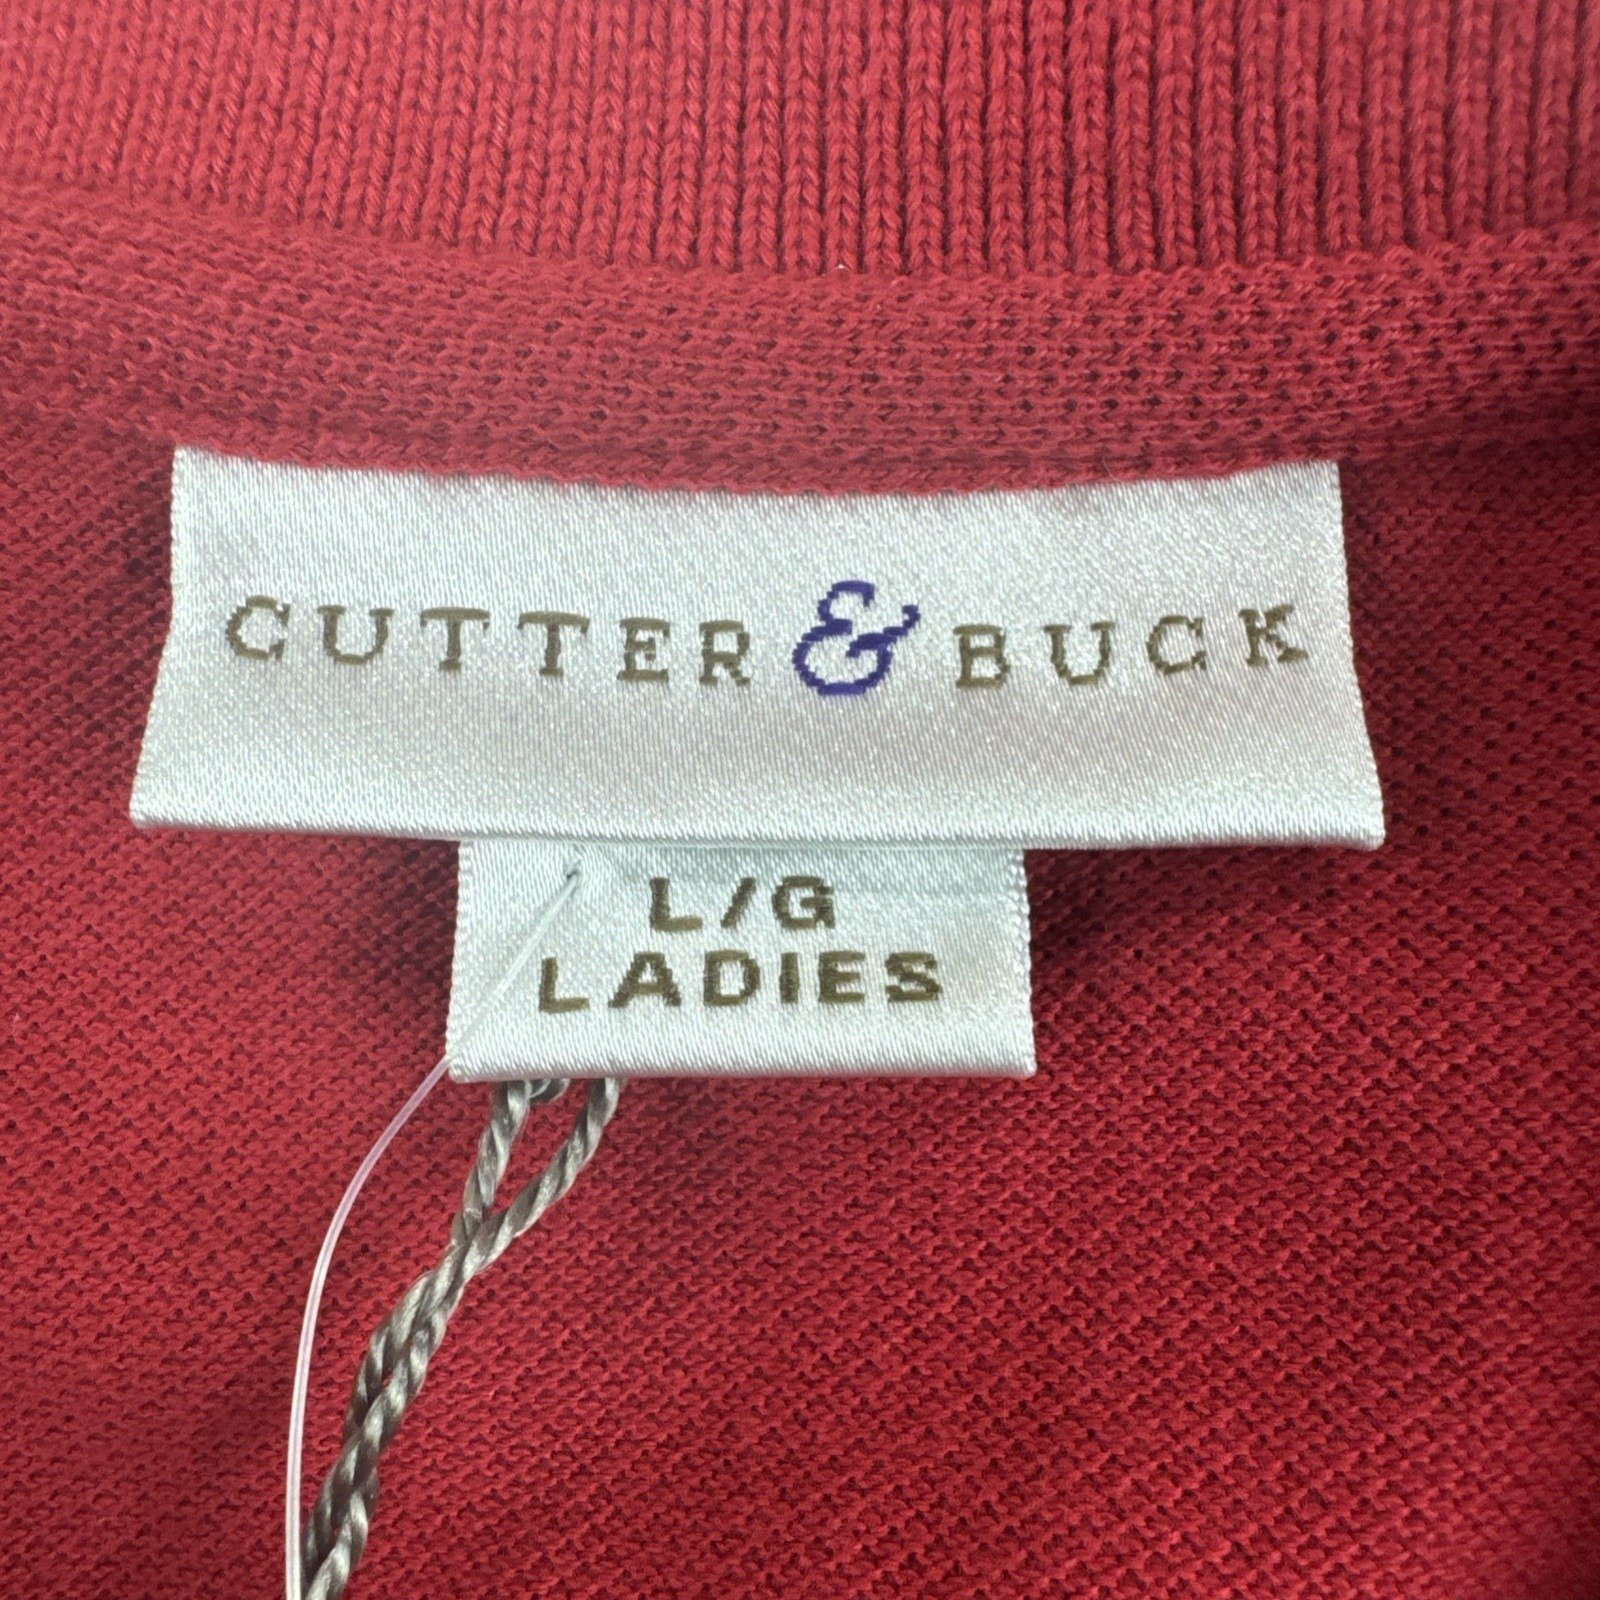 CUTTER & BUCK
L/G
LADIES